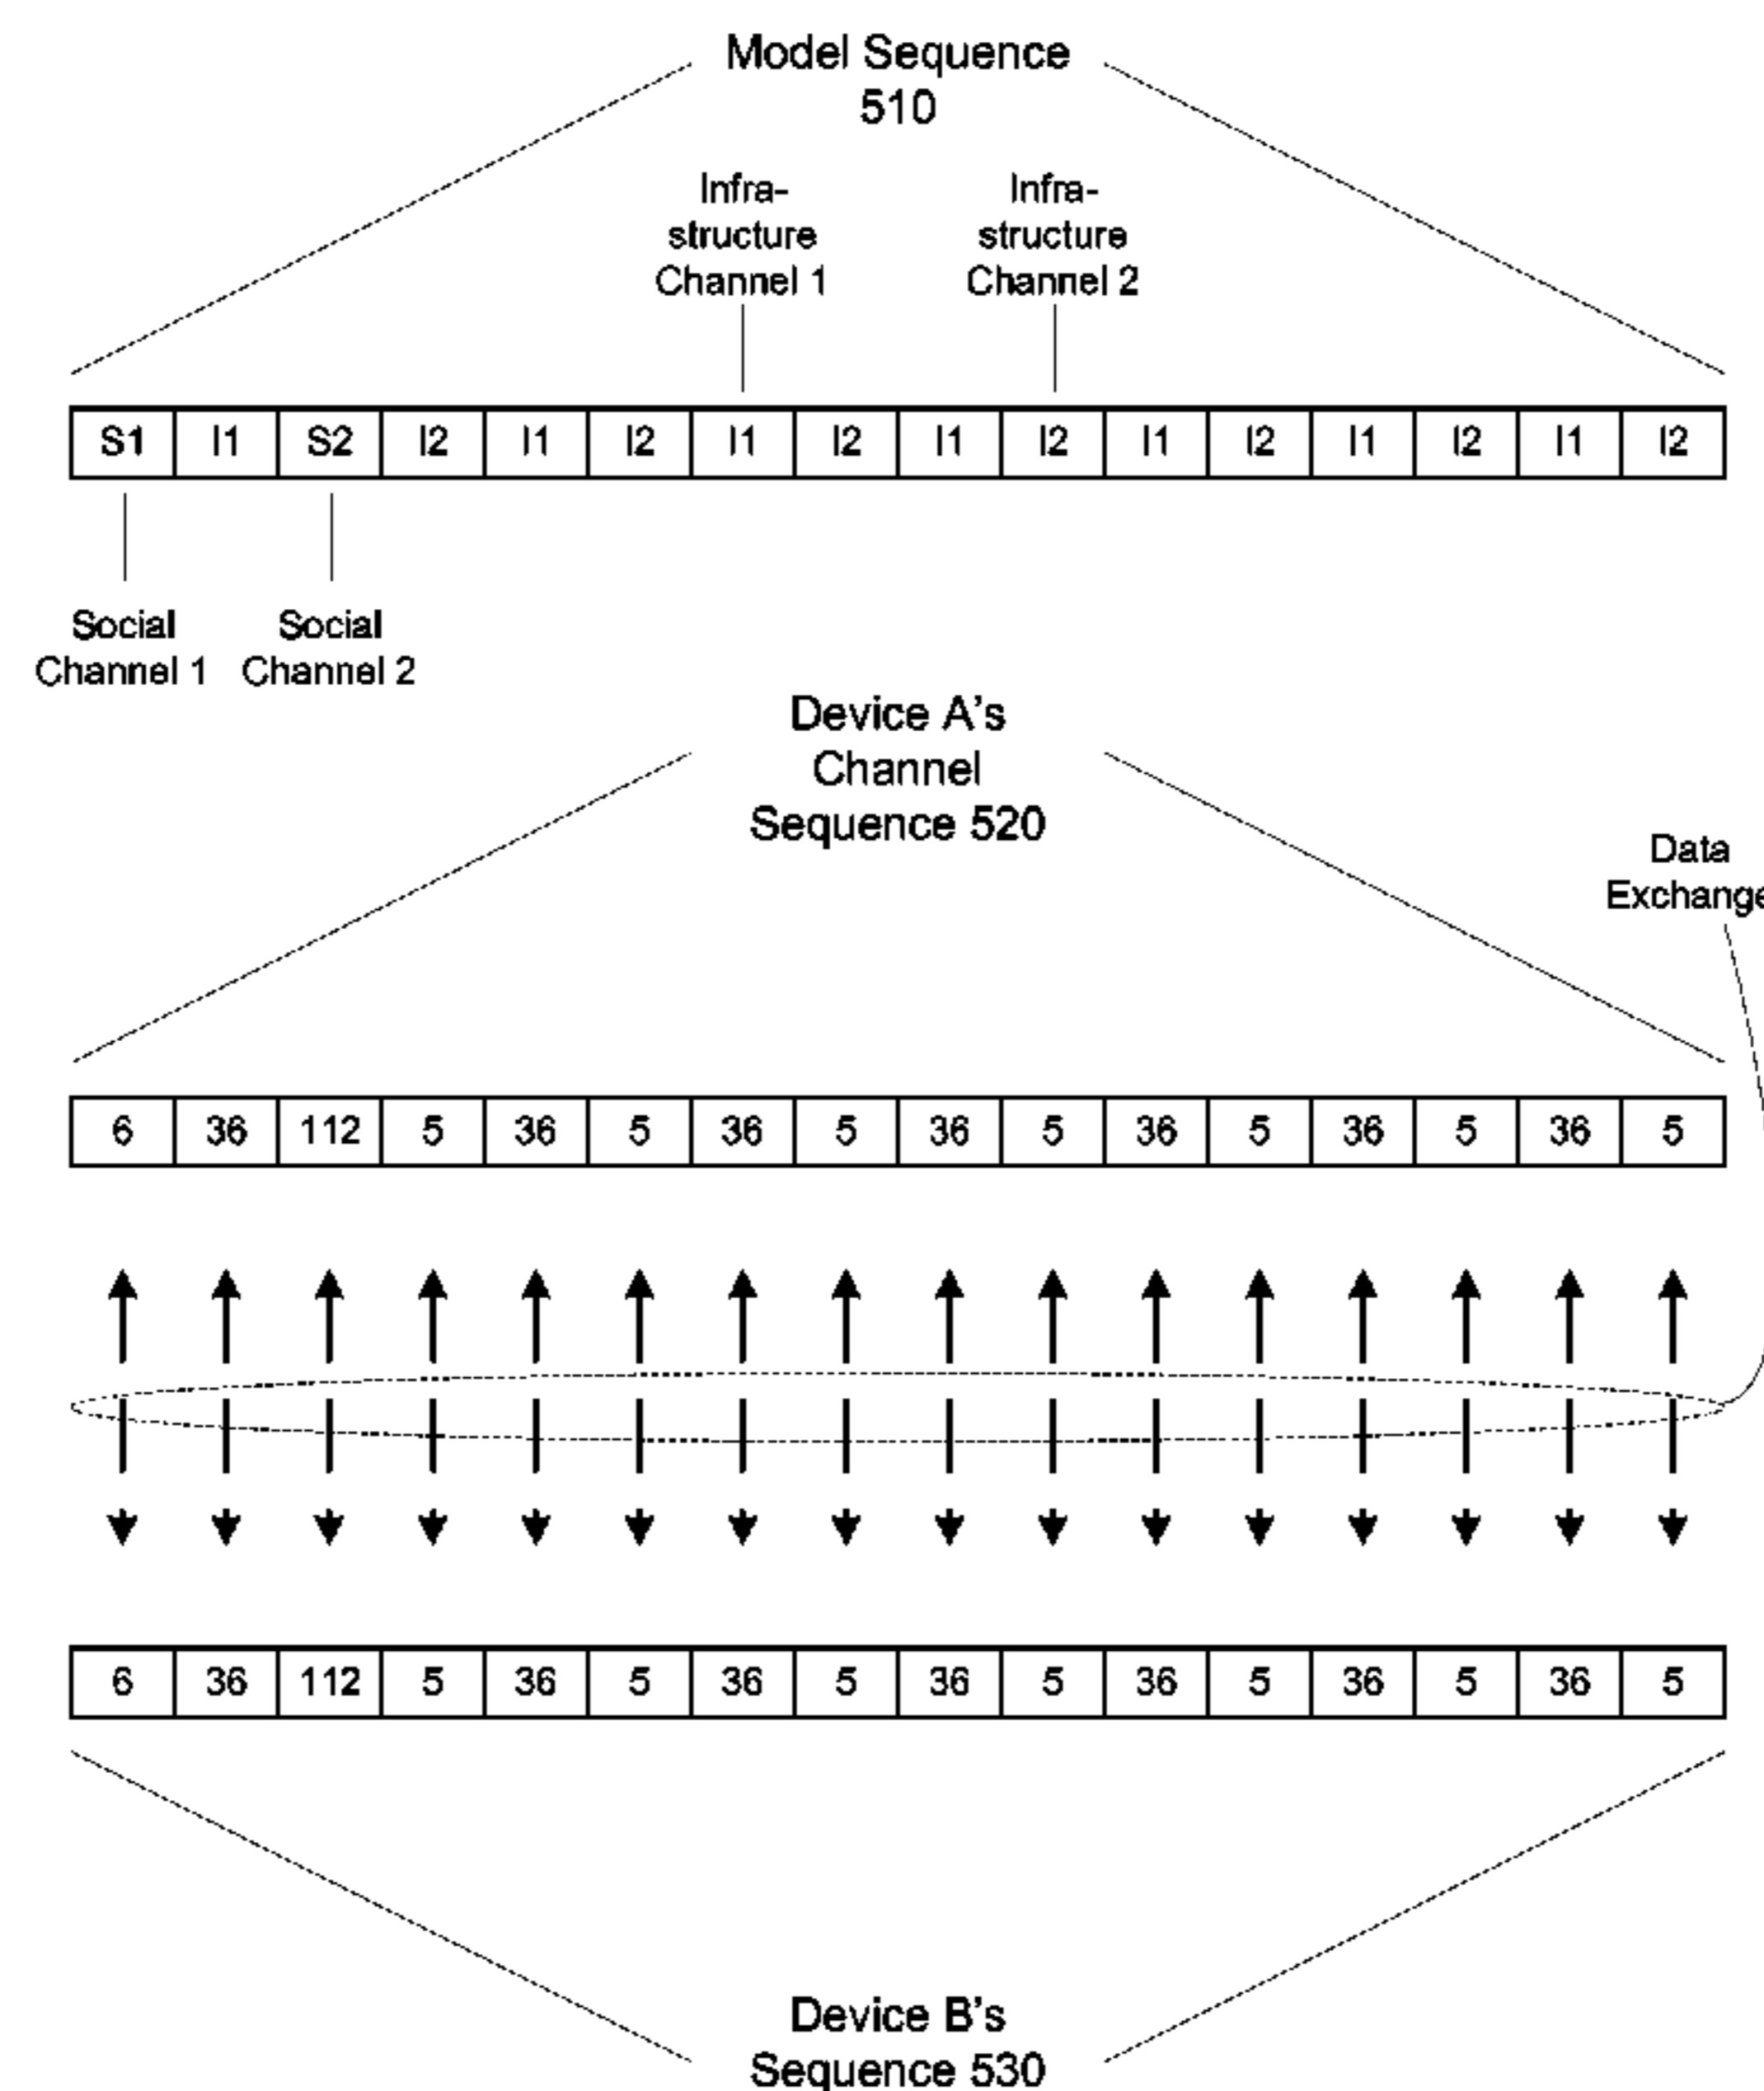 Model Sequence
510
Infra-
structure
Channel 1
Infra-
structure
Channel 2
S1 I1 S2 I2 I1 I2 I1 I2 I1 I2 I1 I2 I1 I2 I1 I2
Social
Channel 1
Social
Channel 2
Device A's
Channel
Sequence 520
Data
Exchange
6 36 112 5 36 5 36 5 36 5 36 5 36 5 36 5
6 36 112 5 36 5 36 5 36 5 36 5 36 5 36 5
Device B's
Sequence 530